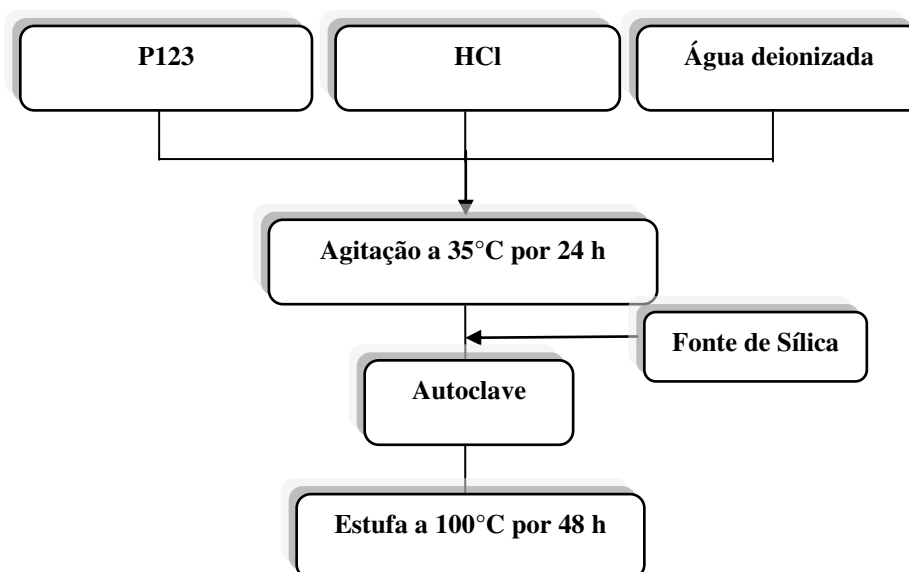 P123
HCl
Água deionizada
Agitação a 35°C por 24 h
Fonte de Sílica
Autoclave
Estufa a 100°C por 48 h